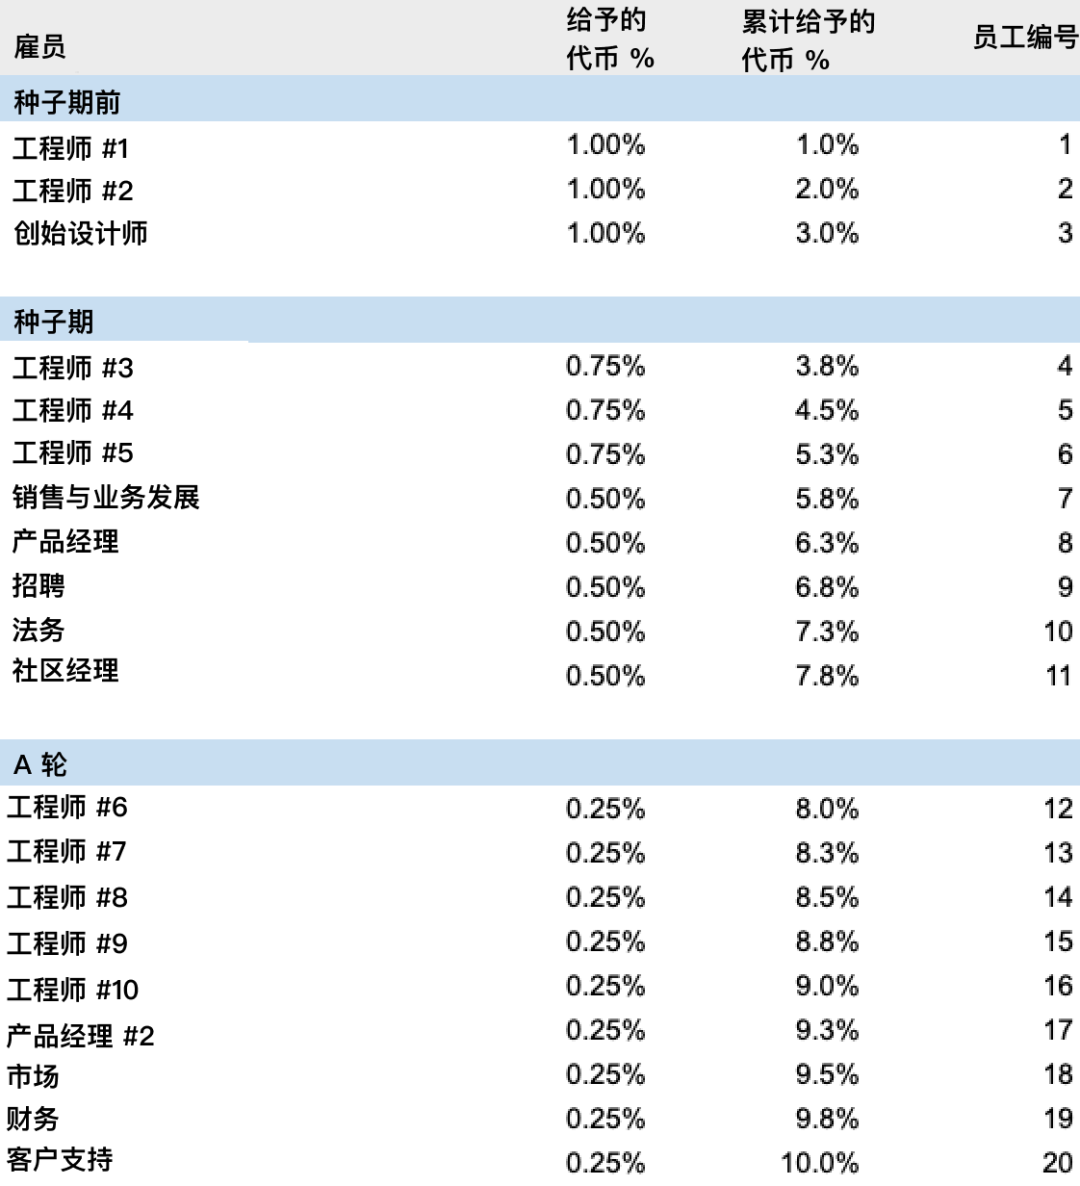 雇员 给予的 累计给予的 员工编号
代币 % 代币 %
种子期前
工程师 #1 1.00% 1.0% 1
工程师 #2 1.00% 2.0% 2
创始设计师 1.00% 3.0% 3
种子期
工程师 #3 0.75% 3.8% 4
工程师 #4 0.75% 4.5% 5
工程师 #5 0.75% 5.3% 6
销售与业务发展 0.50% 5.8% 7
产品经理 0.50% 6.3% 8
招聘 0.50% 6.8% 9
法务 0.50% 7.3% 10
社区经理 0.50% 7.8% 11
A 轮
工程师 #6 0.25% 8.0% 12
工程师 #7 0.25% 8.3% 13
工程师 #8 0.25% 8.5% 14
工程师 #9 0.25% 8.8% 15
工程师 #10 0.25% 9.0% 16
产品经理 #2 0.25% 9.3% 17
市场 0.25% 9.5% 18
财务 0.25% 9.8% 19
客户支持 0.25% 10.0% 20